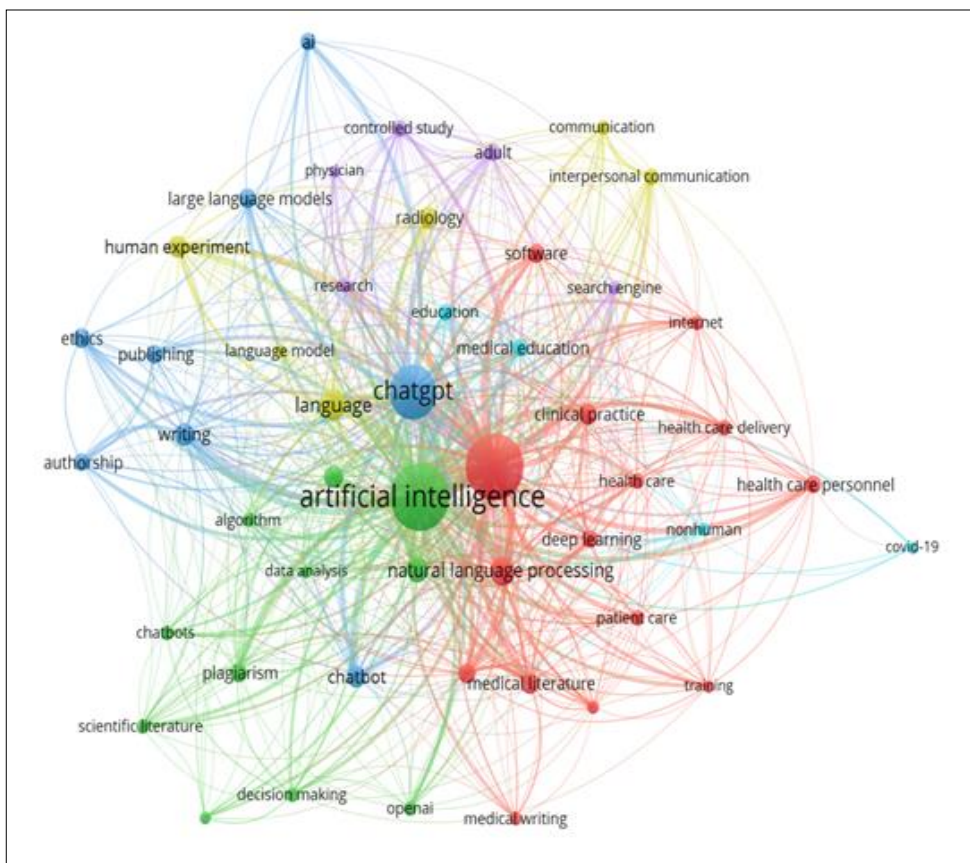 ai
controlled study
communication
adult
physician
interpersonal communication
large language models
radiology
human experiment
software
research
search engine
education
internet
ethics
publishing
language model
medical education
chatgpt
language
clinical practice
health care delivery
writing
authorship
artificial intelligence
health care
health care personnel
algorithm
nonhuman
deep learning
covid-19
data analysis
natural language processing
patient care
chatbots
plagiarism
chatbot
medical literature
training
scientific literature
decision making
openai
medical writing